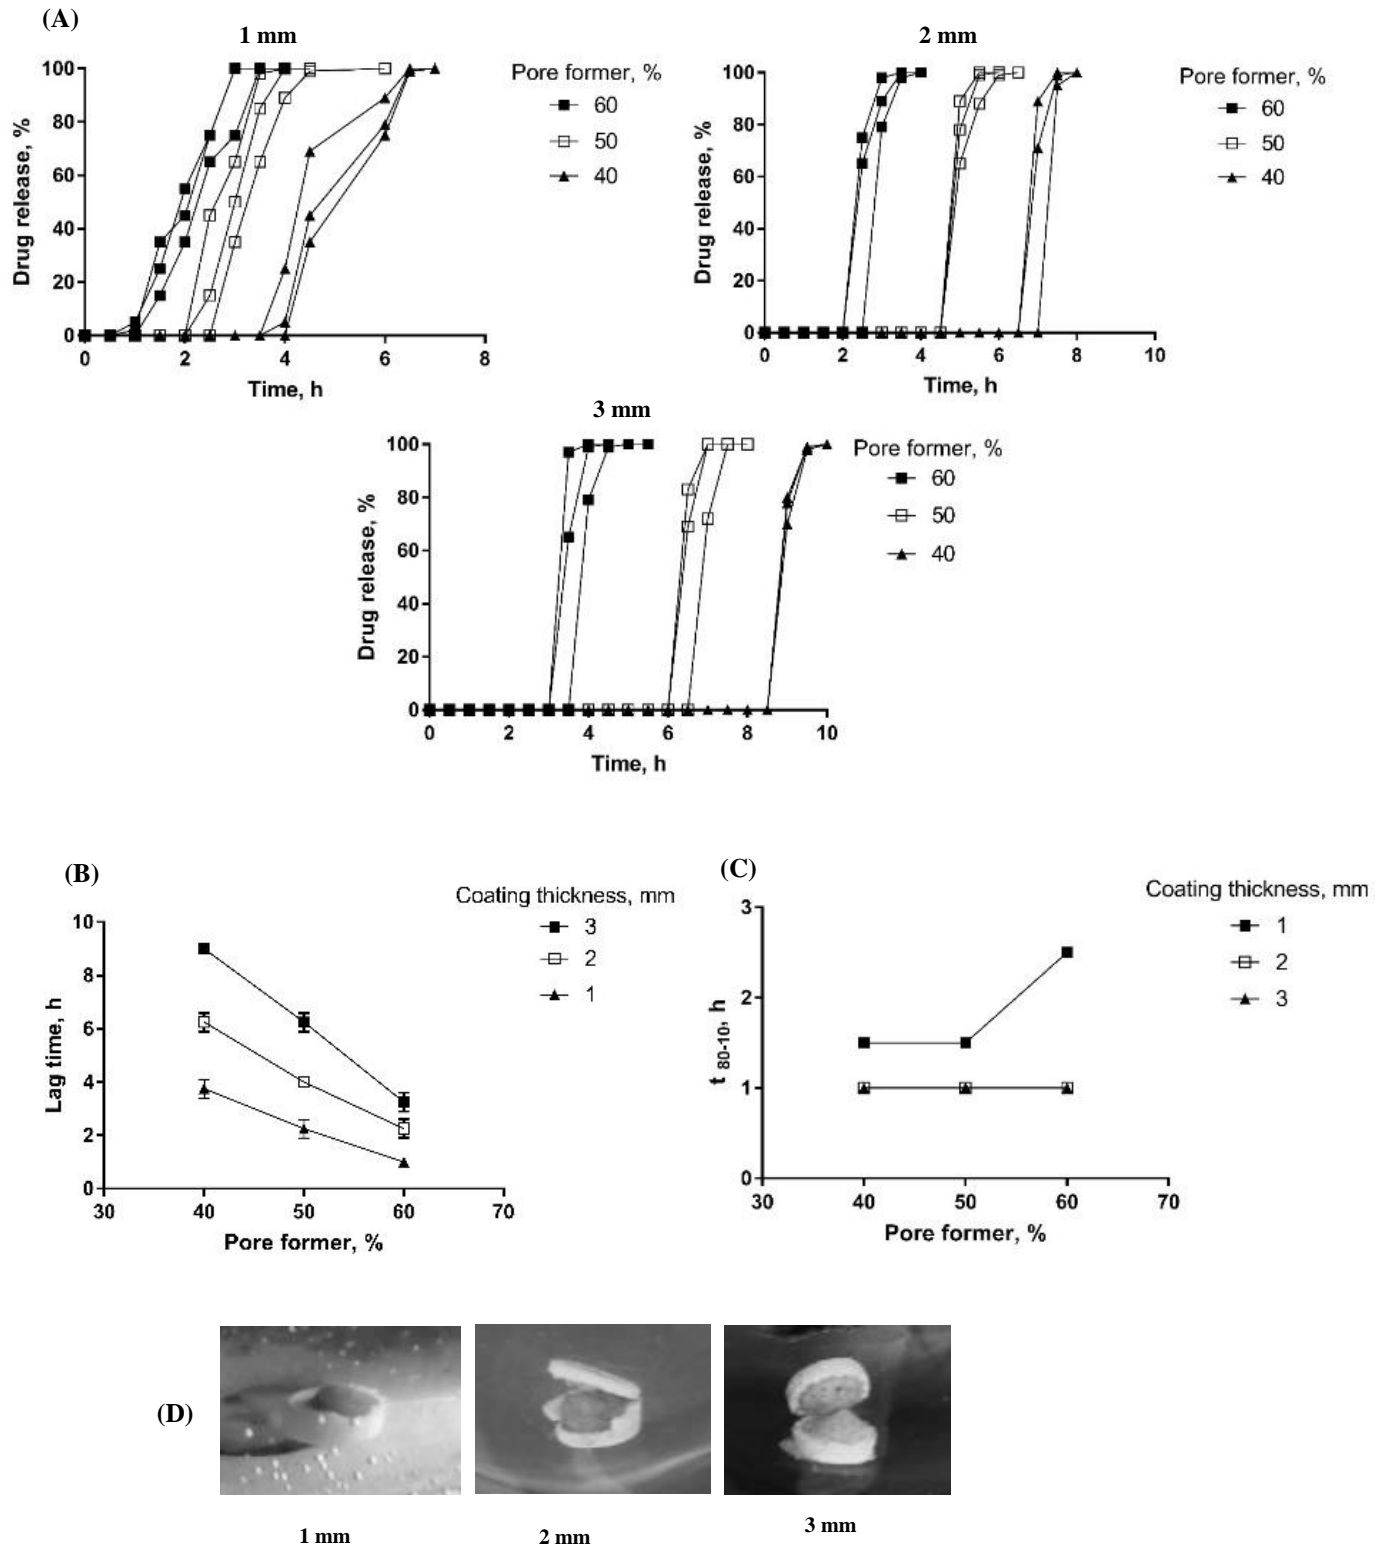 (A)
1 mm
Drug release, %
100
80
60
40
20
0
0 2 4 6 8
Time, h
Pore former, %
60
50
40
2 mm
Drug release, %
100
80
60
40
20
0
0 2 4 6 8 10
Time, h
Pore former, %
60
50
40
3 mm
Drug release, %
100
80
60
40
20
0
0 2 4 6 8 10
Time, h
Pore former, %
60
50
40
(B)
Lag time, h
10
8
6
4
2
0
30 40 50 60 70
Pore former, %
Coating thickness, mm
3
2
1
(C)
t 80-10, h
3
2
1
0
30 40 50 60 70
Pore former, %
Coating thickness, mm
1
2
3
(D)
1 mm
2 mm
3 mm